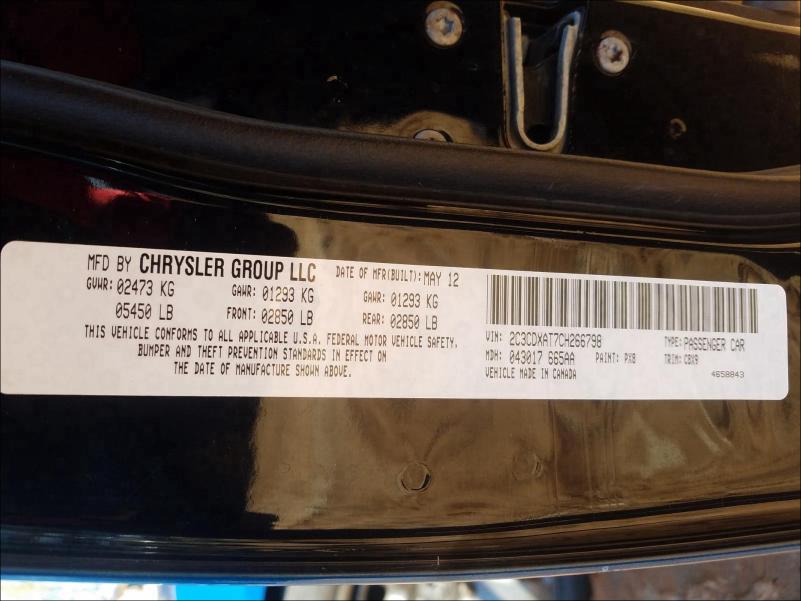 MFD BY CHRYSLER GROUP LLC DATE OF MFR(BUILT): MAY 12
GVWR: 02473 KG GAWR: 01293 KG GAWR: 01293 KG
05450 LB FRONT: 02850 LB REAR: 02850 LB
THIS VEHICLE CONFORMS TO ALL APPLICABLE U.S.A. FEDERAL MOTOR VEHICLE SAFETY,
BUMPER AND THEFT PREVENTION STANDARDS IN EFFECT ON
THE DATE OF MANUFACTURE SHOWN ABOVE.
VIN: 2C3CDXAT7CH266798 TYPE: PASSENGER CAR
MDH: 043017 665AA PAINT: PX8 TRIM: CBX9
VEHICLE MADE IN CANADA 4658843